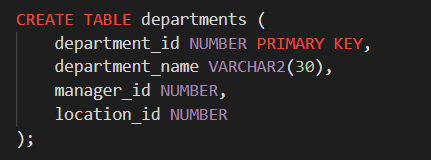 CREATE TABLE departments (
    department_id NUMBER PRIMARY KEY,
    department_name VARCHAR2(30),
    manager_id NUMBER,
    location_id NUMBER
);